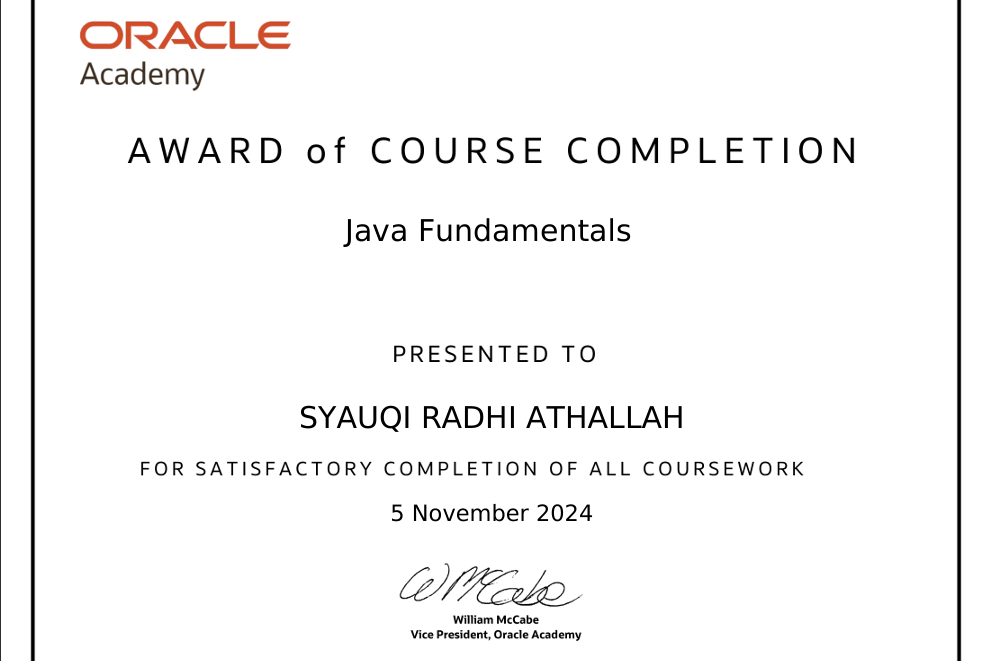 ORACLE
Academy
AWARD of COURSE COMPLETION
Java Fundamentals
PRESENTED TO
SYAUQI RADHI ATHALLAH
FOR SATISFACTORY COMPLETION OF ALL COURSEWORK
5 November 2024
W McCabe
William McCabe
Vice President, Oracle Academy